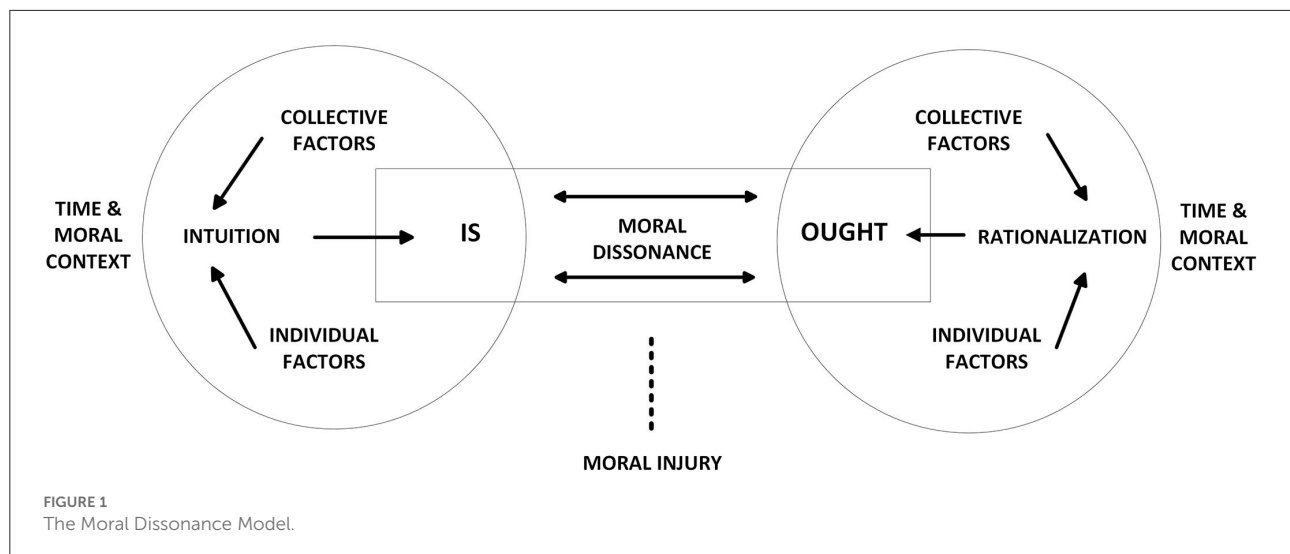 COLLECTIVE
FACTORS
TIME &
MORAL
CONTEXT
INTUITION
INDIVIDUAL
FACTORS
IS
MORAL
DISSONANCE
OUGHT
COLLECTIVE
FACTORS
RATIONALIZATION
INDIVIDUAL
FACTORS
TIME &
MORAL
CONTEXT
MORAL INJURY
FIGURE 1
The Moral Dissonance Model.